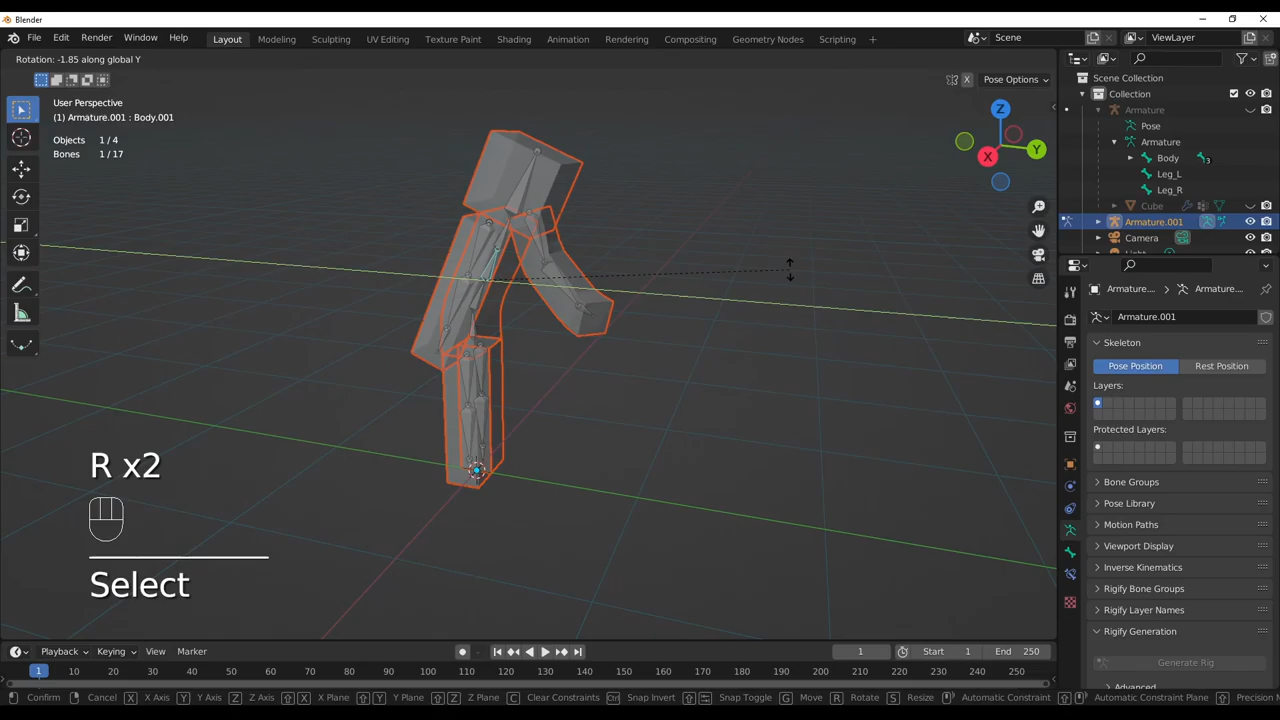 Blender
File Edit Render Window Help Layout Modeling Sculpting UV Editing Texture Paint Shading Animation Rendering Compositing Geometry Nodes Scripting + Scene ViewLayer
Rotation: -1.85 along global Y
X Pose Options
User Perspective
(1) Armature.001 : Body.001
Objects 1 / 4
Bones 1 / 17
Z
Y
X
R x2
Select
Scene Collection
Collection
Armature
Pose
Armature
Body 3
Leg_L
Leg_R
Cube
Armature.001
Camera
Armature.... Armature....
Armature.001
Skeleton
Pose Position Rest Position
Layers:
Protected Layers:
Bone Groups
Pose Library
Motion Paths
Viewport Display
Inverse Kinematics
Rigify Bone Groups
Rigify Layer Names
Rigify Generation
Generate Rig
Playback Keying View Marker 1 Start 1 End 250
1 10 20 30 40 50 60 70 80 90 100 110 120 130 140 150 160 170 180 190 200 210 220 230 240 250
Confirm Cancel X X Axis Y Y Axis Z Z Axis X X Plane Y Y Plane Z Z Plane C Clear Constraints Ctrl Snap Invert Snap Toggle G Move R Rotate S Resize Automatic Constraint Automatic Constraint Plane Precision M